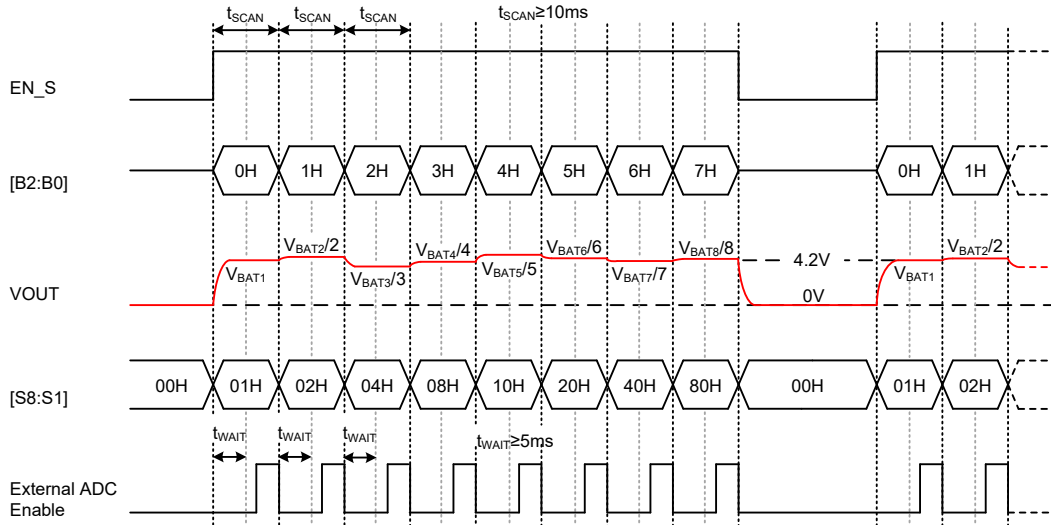 tSCAN tSCAN tSCAN tSCAN≥10ms
EN_S
[B2:B0] 0H 1H 2H 3H 4H 5H 6H 7H 0H 1H
VOUT VBAT1 VBAT2/2 VBAT3/3 VBAT4/4 VBAT5/5 VBAT6/6 VBAT7/7 VBAT8/8 4.2V 0V VBAT1 VBAT2/2
[S8:S1] 00H 01H 02H 04H 08H 10H 20H 40H 80H 00H 01H 02H
tWAIT tWAIT tWAIT tWAIT≥5ms
External ADC
Enable